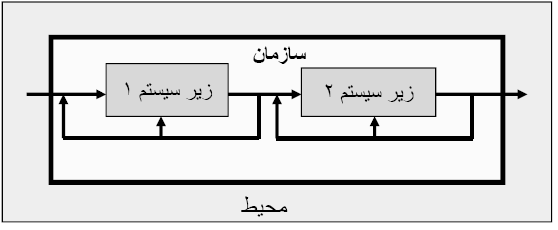 سازمان
زیر سیستم ۱
زیر سیستم ۲
محیط